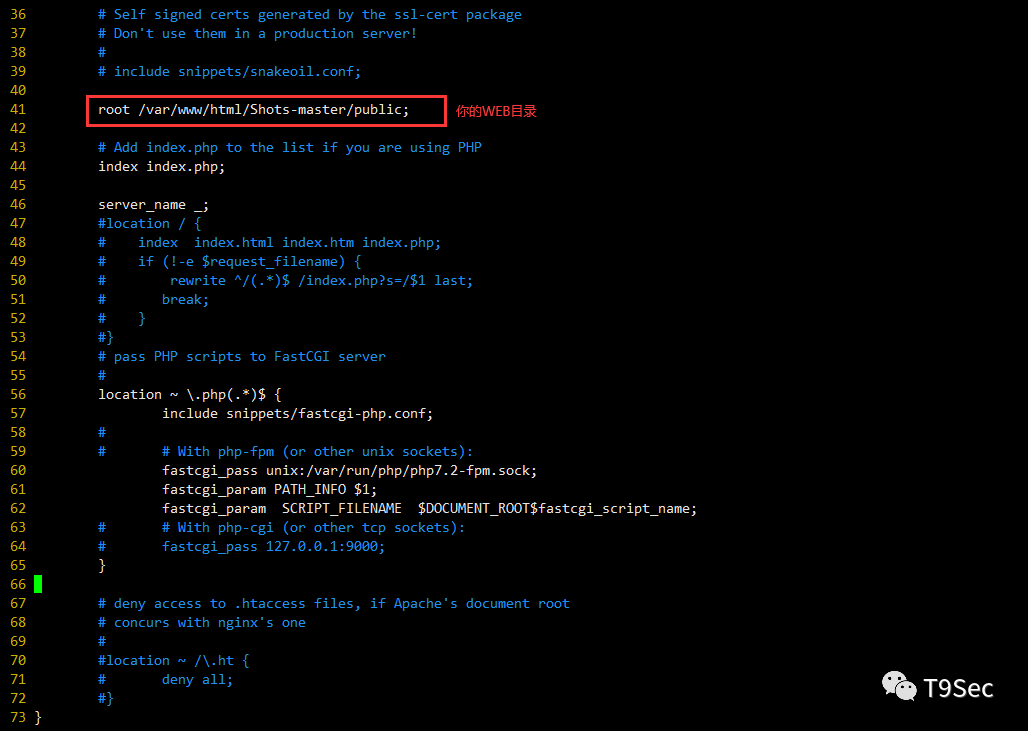 36 # Self signed certs generated by the ssl-cert package
37 # Don't use them in a production server!
38 #
39 # include snippets/snakeoil.conf;
40
41 root /var/www/html/Shots-master/public; 你的WEB目录
42
43 # Add index.php to the list if you are using PHP
44 index index.php;
45
46 server_name _;
47 #location / {
48 #    index  index.html index.htm index.php;
49 #    if (!-e $request_filename) {
50 #        rewrite ^/(.*)$ /index.php?s=/$1 last;
51 #       break;
52 #    }
53 #}
54 # pass PHP scripts to FastCGI server
55 #
56 location ~ \.php(.*)$ {
57         include snippets/fastcgi-php.conf;
58 #
59 #       # With php-fpm (or other unix sockets):
60         fastcgi_pass unix:/var/run/php/php7.2-fpm.sock;
61         fastcgi_param PATH_INFO $1;
62         fastcgi_param  SCRIPT_FILENAME  $DOCUMENT_ROOT$fastcgi_script_name;
63 #       # With php-cgi (or other tcp sockets):
64 #       fastcgi_pass 127.0.0.1:9000;
65 }
66
67 # deny access to .htaccess files, if Apache's document root
68 # concurs with nginx's one
69 #
70 #location ~ /\.ht {
71 #       deny all;
72 #}
73 }
T9Sec